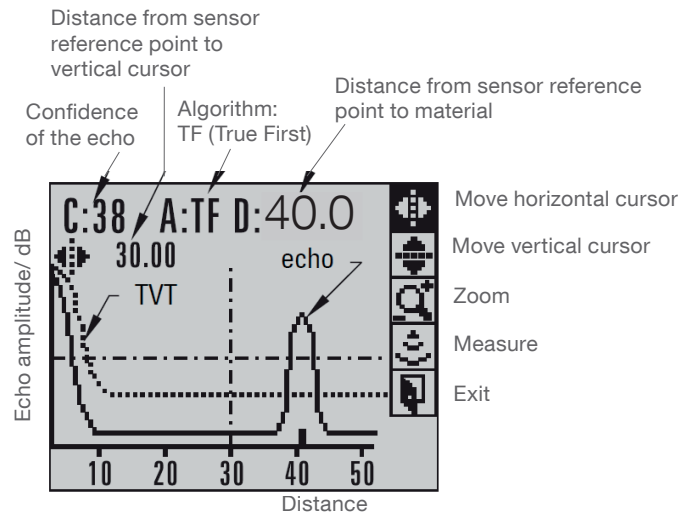 Distance from sensor
reference point to
vertical cursor
Distance from sensor reference
point to material
Confidence
of the echo
Algorithm:
TF (True First)
C:38 A:TF D:40.0
30.00
echo
TVT
Move horizontal cursor
Move vertical cursor
Zoom
Measure
Exit
Echo amplitude/ dB
10 20 30 40 50
Distance